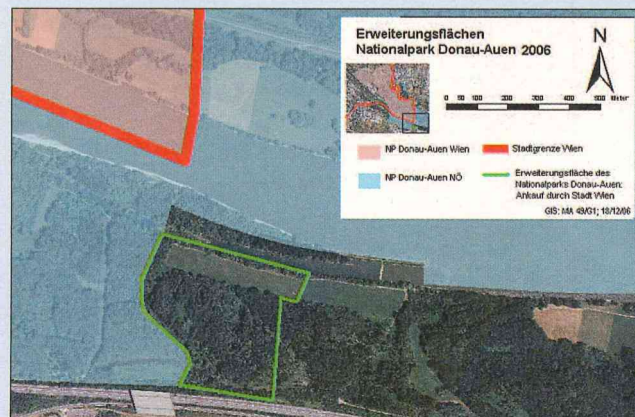 Erweiterungsflächen
Nationalpark Donau-Auen 2006
N
0 50 100 200 300 400 500 Meter
NP Donau-Auen Wien
Stadtgrenze Wien
NP Donau-Auen NÖ
Erweiterungsfläche des
Nationalparks Donau-Auen:
Ankauf durch Stadt Wien
GIS: MA 49/G1; 18/12/06